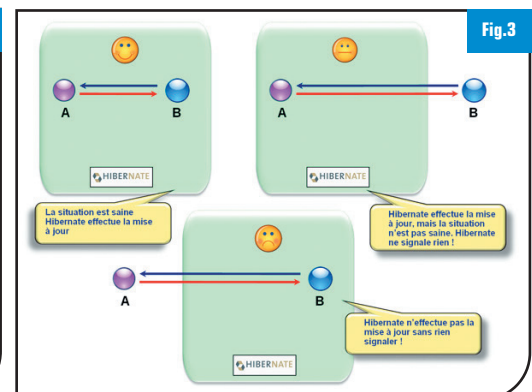 Fig.3
A
B
HIBERNATE
La situation est saine
Hibernate effectue la mise
à jour
A
B
HIBERNATE
Hibernate effectue la mise
à jour, mais la situation
n'est pas saine. Hibernate
ne signale rien !
A
B
HIBERNATE
Hibernate n'effectue pas la
mise à jour sans rien
signaler !